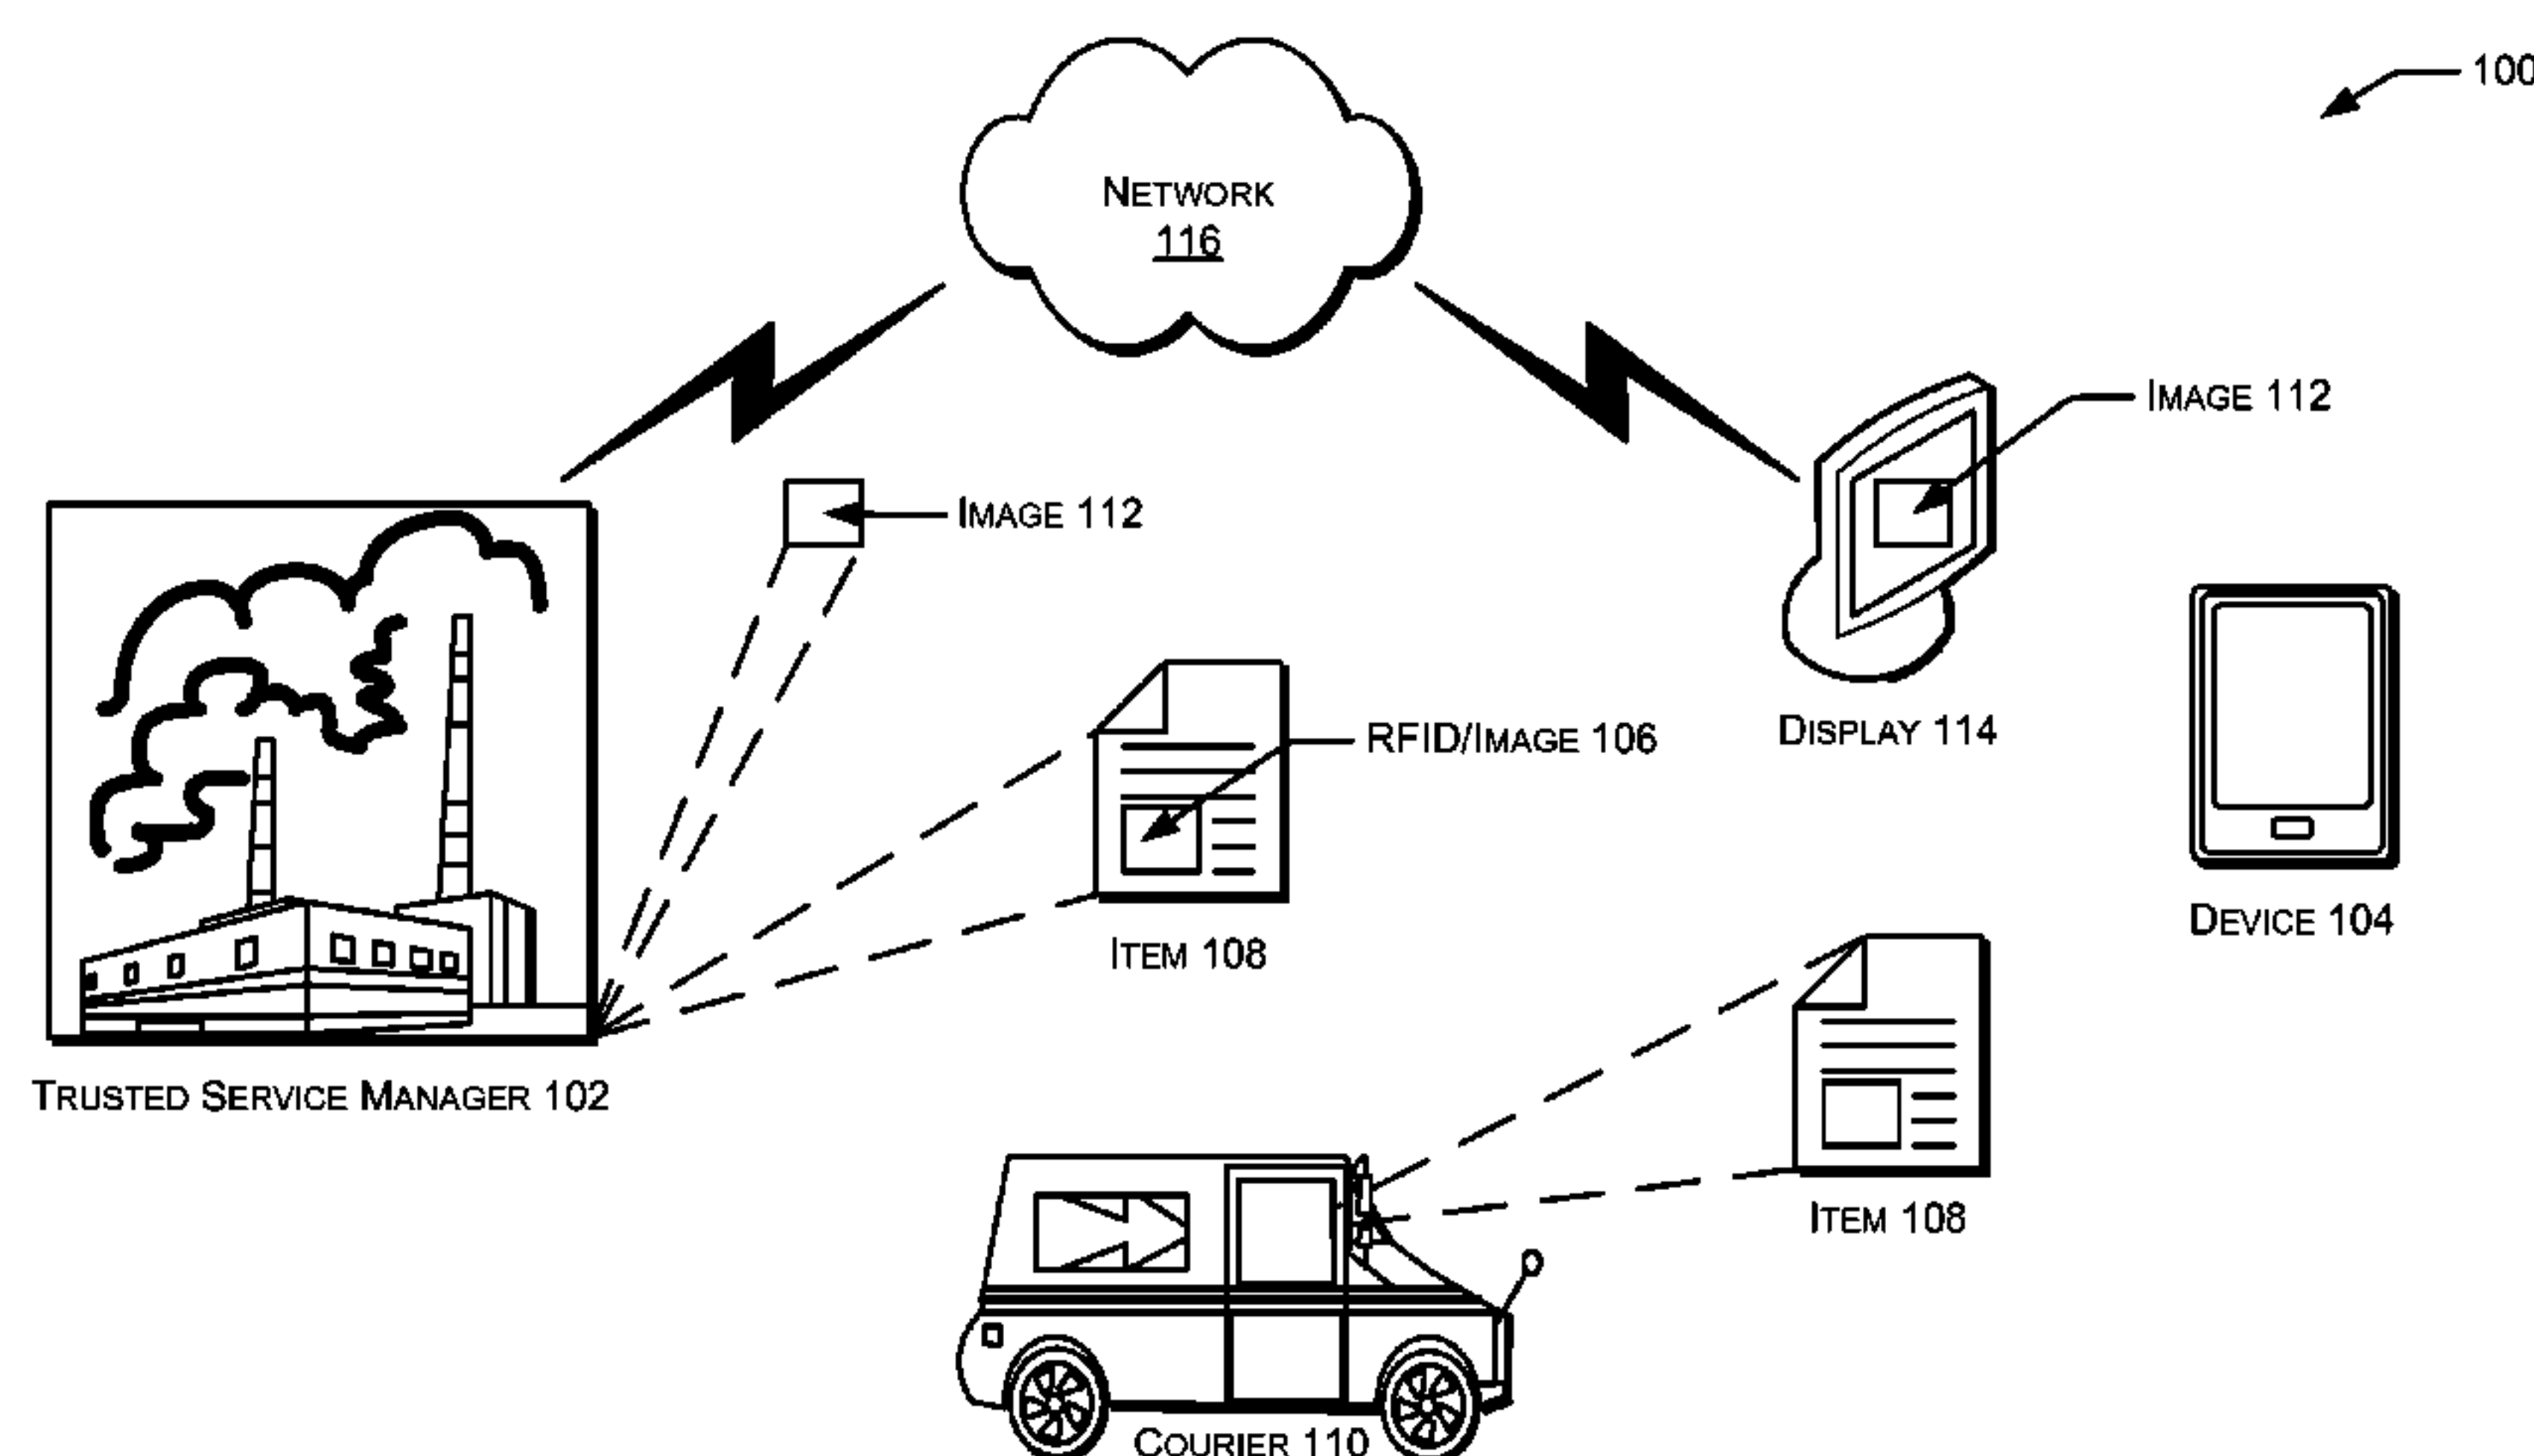 100
NETWORK
116
IMAGE 112
IMAGE 112
RFID/IMAGE 106
DISPLAY 114
DEVICE 104
ITEM 108
TRUSTED SERVICE MANAGER 102
ITEM 108
COURIER 110